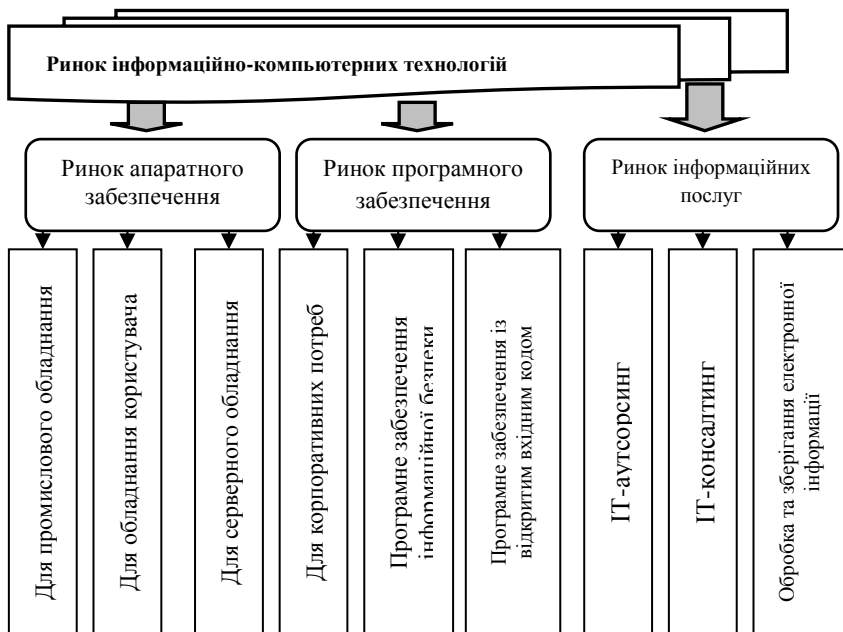 Ринок інформаційно-компьютерних технологій
Ринок апаратного
забезпечення
Ринок програмного
забезпечення
Ринок інформаційних
послуг
Для промислового обладнання
Для обладнання користувача
Для серверного обладнання
Для корпоративних потреб
Програмне забезпечення
інформаційної безпеки
Програмне забезпечення із
відкритим вхідним кодом
ІТ-аутсорсинг
ІТ-консалтинг
Обробка та зберігання електронної
інформації